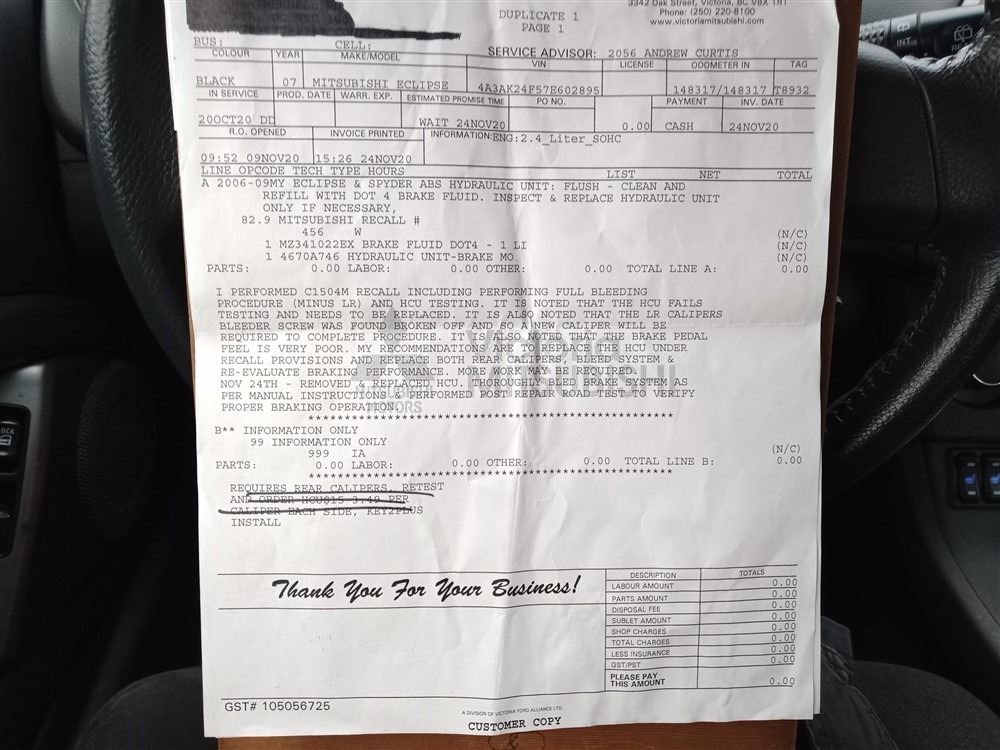 3342 Oak Street, Victoria, BC V8X 1R1
DUPLICATE 1 Phone: (250) 220-8100
PAGE 1 www.victoriamitsubishi.com
BUS: CELL: SERVICE ADVISOR: 2056 ANDREW CURTIS
COLOUR YEAR MAKE/MODEL VIN LICENSE ODOMETER IN TAG
BLACK 07 MITSUBISHI ECLIPSE 4A3AK24F57E602895 148317/148317 T8932
IN SERVICE PROD. DATE WARR. EXP. ESTIMATED PROMISE TIME PO NO. PAYMENT INV. DATE
20OCT20 DD WAIT 24NOV20 0.00 CASH 24NOV20
R.O. OPENED INVOICE PRINTED INFORMATION: ENG:2.4_Liter_SOHC
09:52 09NOV20 15:26 24NOV20
LINE OPCODE TECH TYPE HOURS LIST NET TOTAL
A 2006-09MY ECLIPSE & SPYDER ABS HYDRAULIC UNIT: FLUSH - CLEAN AND
REFILL WITH DOT 4 BRAKE FLUID. INSPECT & REPLACE HYDRAULIC UNIT
ONLY IF NECESSARY,
82.9 MITSUBISHI RECALL #
456 W (N/C)
1 MZ341022EX BRAKE FLUID DOT4 - 1 LI (N/C)
1 4670A746 HYDRAULIC UNIT-BRAKE MO. (N/C)
PARTS: 0.00 LABOR: 0.00 OTHER: 0.00 TOTAL LINE A: 0.00
I PERFORMED C1504M RECALL INCLUDING PERFORMING FULL BLEEDING
PROCEDURE (MINUS LR) AND HCU TESTING. IT IS NOTED THAT THE HCU FAILS
TESTING AND NEEDS TO BE REPLACED. IT IS ALSO NOTED THAT THE LR CALIPERS
BLEEDER SCREW WAS FOUND BROKEN OFF AND SO A NEW CALIPER WILL BE
REQUIRED TO COMPLETE PROCEDURE. IT IS ALSO NOTED THAT THE BRAKE PEDAL
FEEL IS VERY POOR. MY RECOMMENDATIONS ARE TO REPLACE THE HCU UNDER
RECALL PROVISIONS AND REPLACE BOTH REAR CALIPERS, BLEED SYSTEM &
RE-EVALUATE BRAKING PERFORMANCE. MORE WORK MAY BE REQUIRED.
NOV 24TH - REMOVED & REPLACED HCU. THOROUGHLY BLED BRAKE SYSTEM AS
PER MANUAL INSTRUCTIONS & PERFORMED POST REPAIR ROAD TEST TO VERIFY
PROPER BRAKING OPERATION.
MOTORS
****************************************************
B** INFORMATION ONLY
99 INFORMATION ONLY
999 IA (N/C)
PARTS: 0.00 LABOR: 0.00 OTHER: 0.00 TOTAL LINE B: 0.00
****************************************************
REQUIRES REAR CALIPERS, RETEST
AND ORDER HCU$15 3.49 PER
CALIPER EACH SIDE, KEY2PLUS
INSTALL
Thank You For Your Business!
DESCRIPTION TOTALS
LABOUR AMOUNT 0.00
PARTS AMOUNT 0.00
DISPOSAL FEE 0.00
SUBLET AMOUNT 0.00
SHOP CHARGES 0.00
TOTAL CHARGES 0.00
LESS INSURANCE 0.00
GST/PST 0.00
PLEASE PAY
THIS AMOUNT 0.00
GST# 105056725
A DIVISION OF VICTORIA FORD ALLIANCE LTD.
CUSTOMER COPY